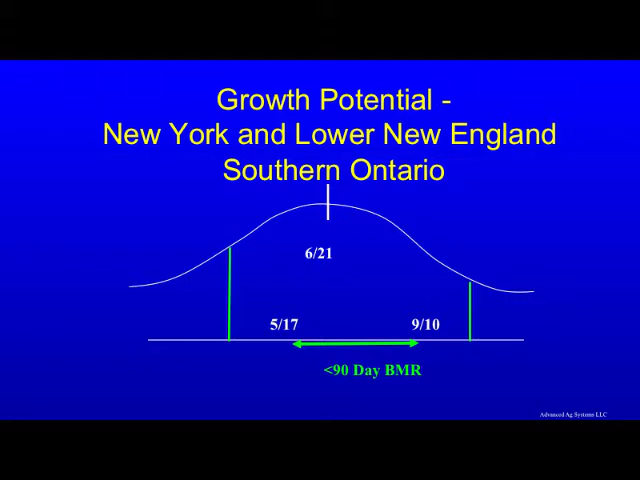 Growth Potential -
New York and Lower New England
Southern Ontario
6/21
5/17 9/10
<90 Day BMR
Advanced Ag Systems LLC